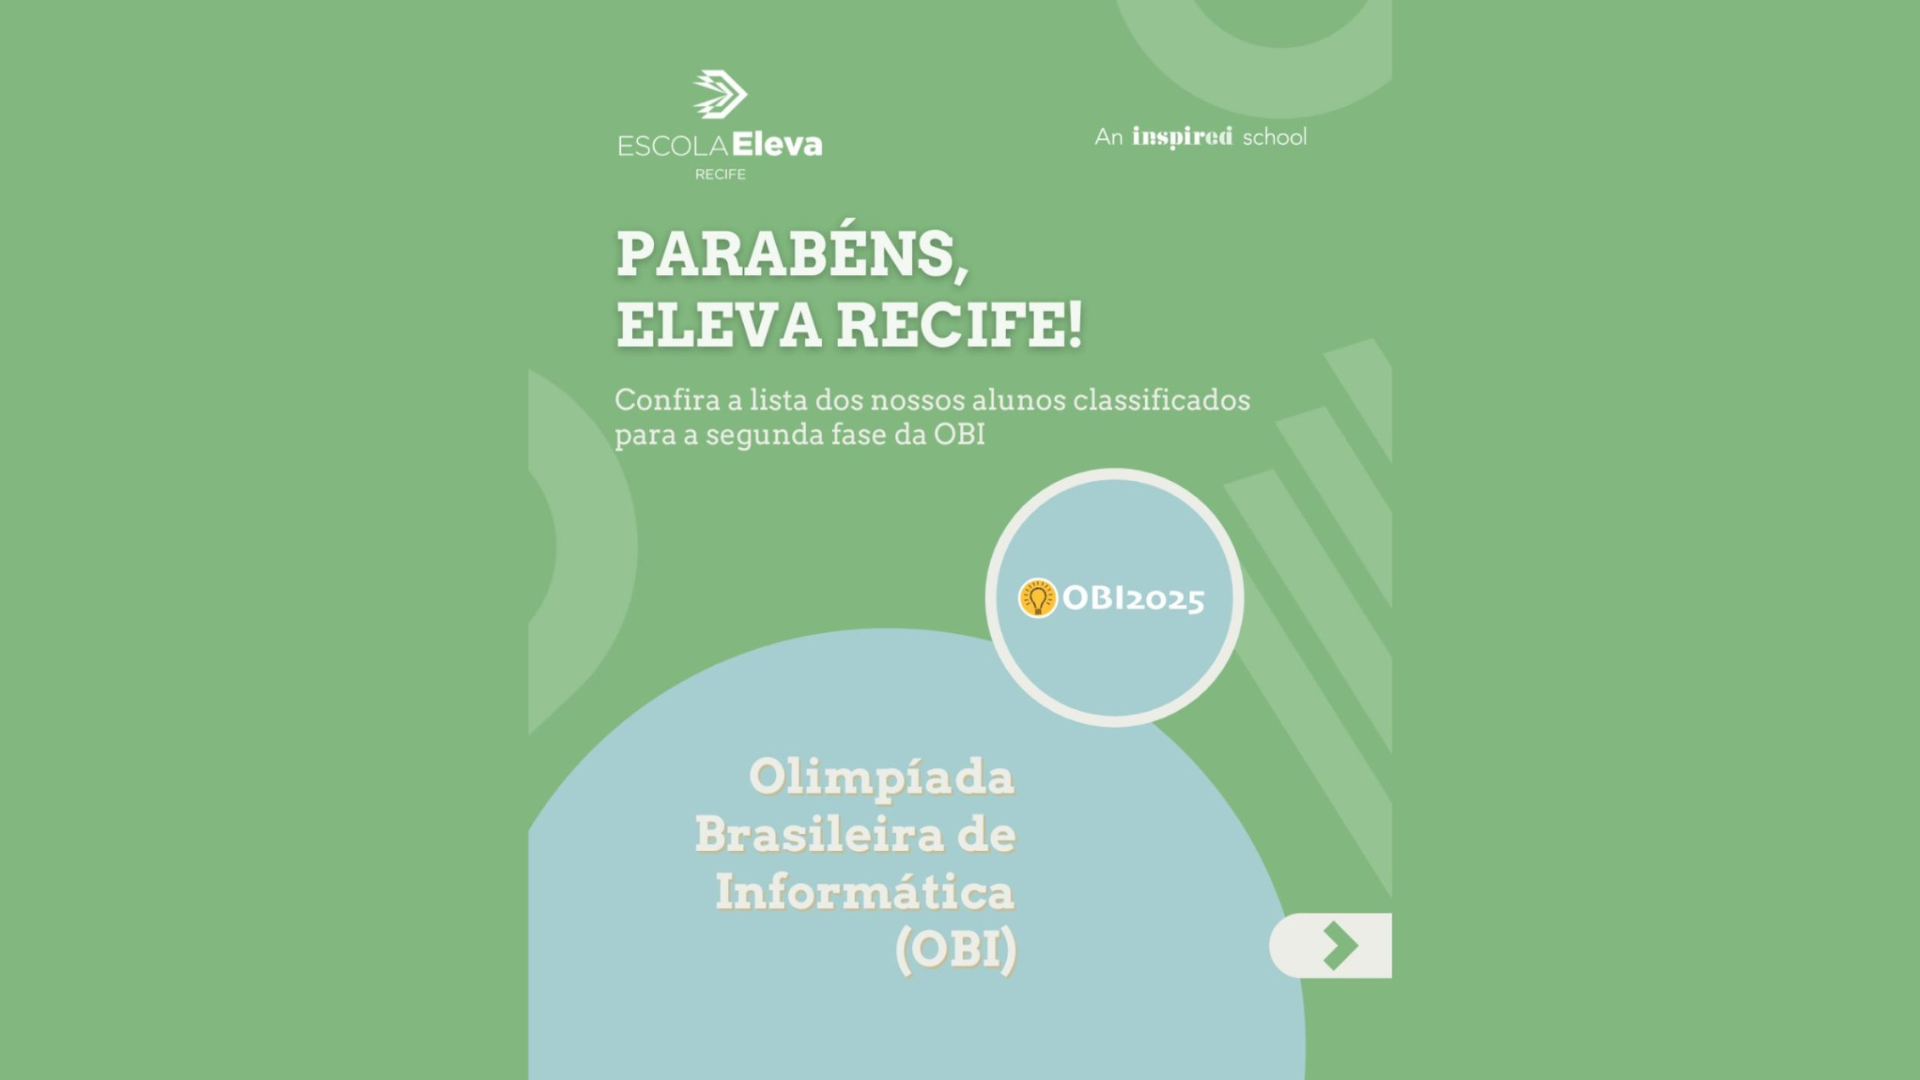 ESCOLA Eleva
RECIFE
An inspired school
PARABÉNS,
ELEVA RECIFE!
Confira a lista dos nossos alunos classificados
para a segunda fase da OBI
OBI2025
Olimpíada
Brasileira de
Informática
(OBI)